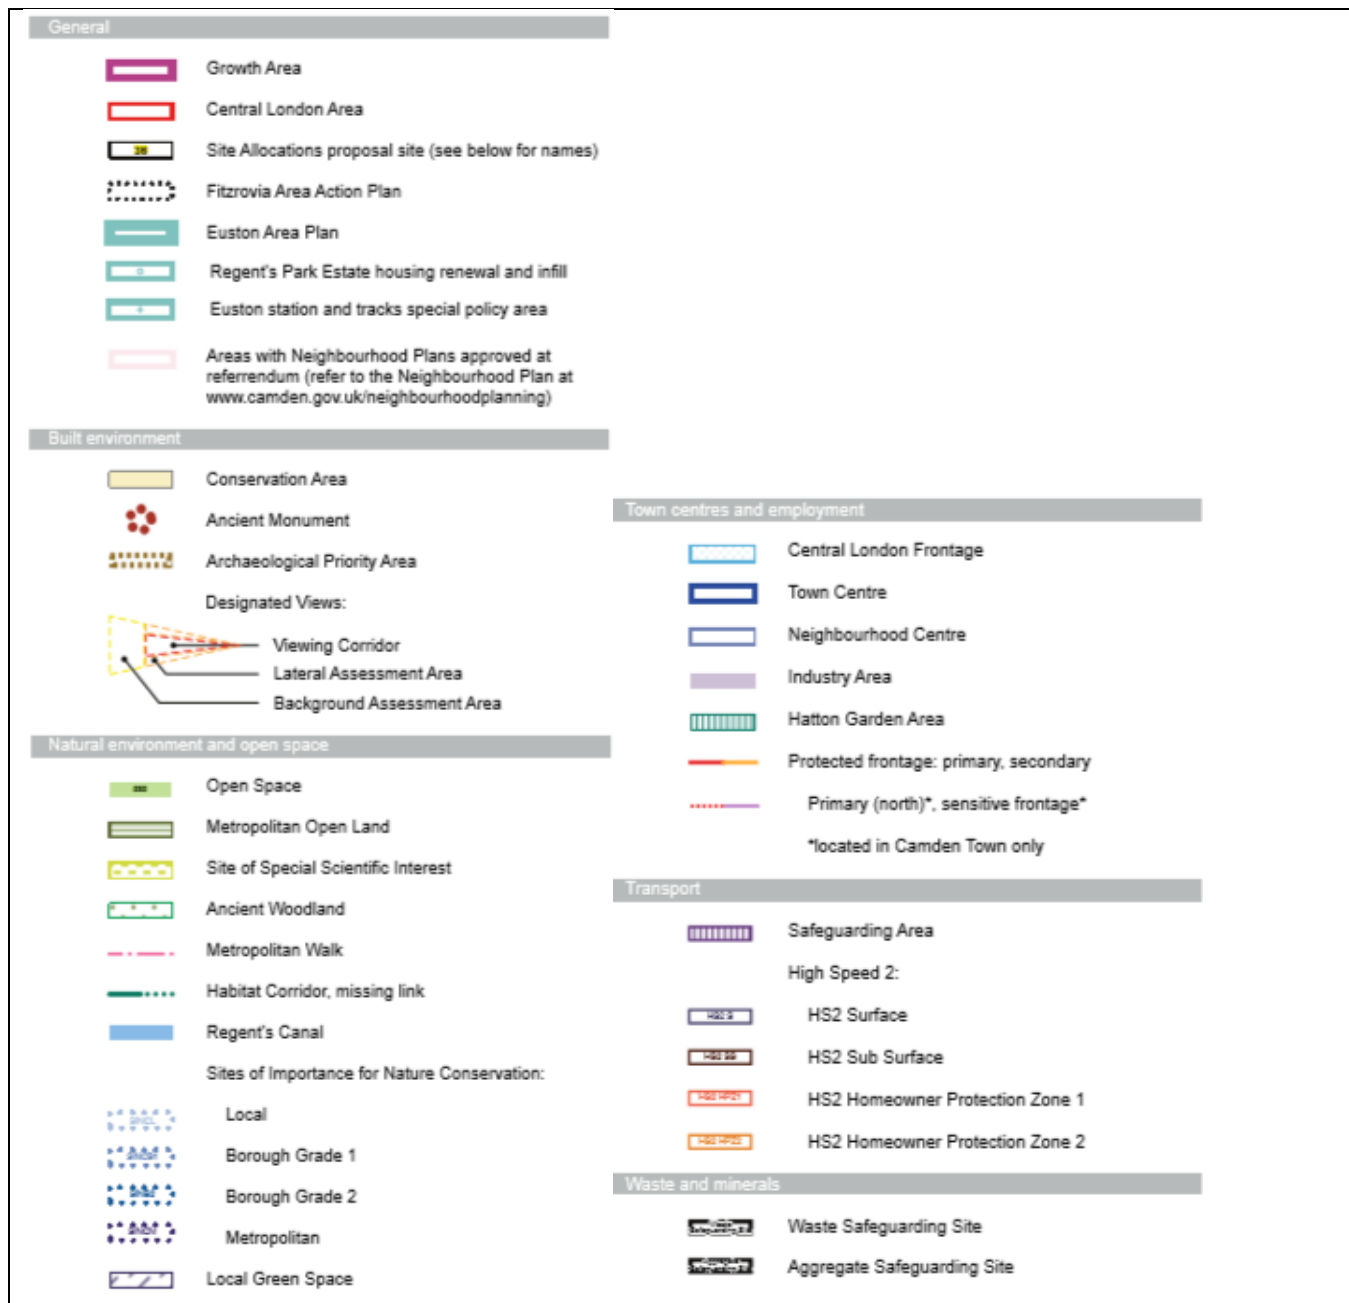 General
Growth Area
Central London Area
38
Site Allocations proposal site (see below for names)
Fitzrovia Area Action Plan
Euston Area Plan
Regent's Park Estate housing renewal and infill
Euston station and tracks special policy area
Areas with Neighbourhood Plans approved at
referrendum (refer to the Neighbourhood Plan at
www.camden.gov.uk/neighbourhoodplanning)
Built environment
Conservation Area
Ancient Monument
Archaeological Priority Area
Designated Views:
Viewing Corridor
Lateral Assessment Area
Background Assessment Area
Natural environment and open space
Open Space
Metropolitan Open Land
Site of Special Scientific Interest
Ancient Woodland
Metropolitan Walk
Habitat Corridor, missing link
Regent's Canal
Sites of Importance for Nature Conservation:
Local
Borough Grade 1
Borough Grade 2
Metropolitan
Local Green Space
Town centres and employment
Central London Frontage
Town Centre
Neighbourhood Centre
Industry Area
Hatton Garden Area
Protected frontage: primary, secondary
Primary (north)*, sensitive frontage*
*located in Camden Town only
Transport
Safeguarding Area
High Speed 2:
HS2 S
HS2 Surface
HS2 SS
HS2 Sub Surface
HS2 HPZ1
HS2 Homeowner Protection Zone 1
HS2 HPZ2
HS2 Homeowner Protection Zone 2
Waste and minerals
Waste Safeguarding Site
Aggregate Safeguarding Site